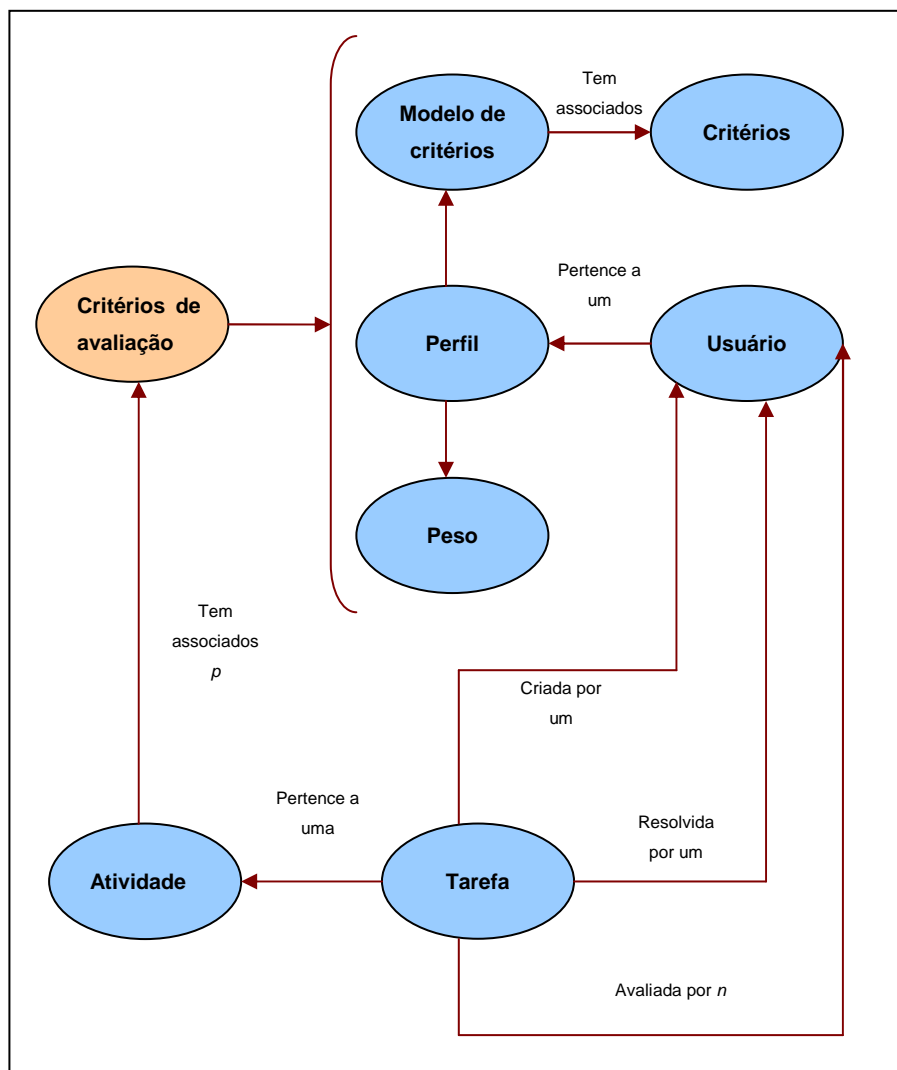 Tem
associados
Modelo de
critérios
Critérios
Pertence a
um
Critérios de
avaliação
Perfil
Usuário
Peso
Tem
associados
p
Criada por
um
Pertence a
uma
Resolvida
por um
Atividade
Tarefa
Avaliada por n